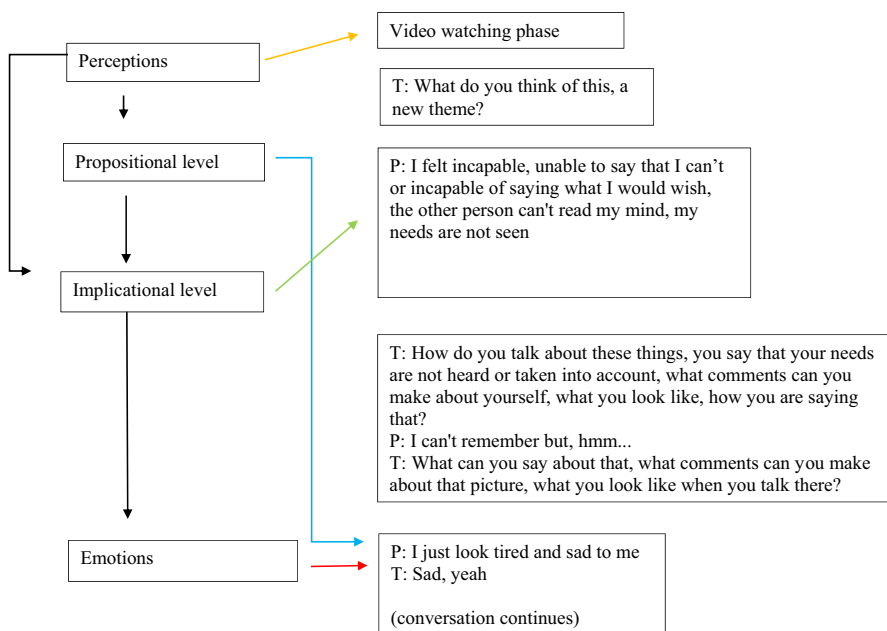 Video watching phase
Perceptions
T: What do you think of this, a
new theme?
Propositional level
P: I felt incapable, unable to say that I can’t
or incapable of saying what I would wish,
the other person can't read my mind, my
needs are not seen
Implicational level
T: How do you talk about these things, you say that your needs
are not heard or taken into account, what comments can you
make about yourself, what you look like, how you are saying
that?
P: I can't remember but, hmm...
T: What can you say about that, what comments can you make
about that picture, what you look like when you talk there?
Emotions
P: I just look tired and sad to me
T: Sad, yeah
(conversation continues)